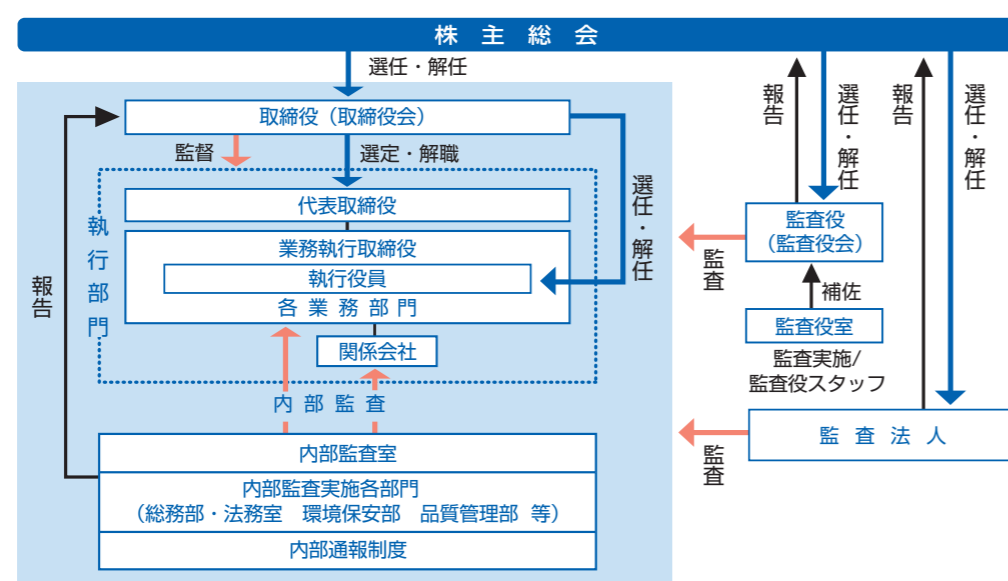 株主総会
選任・解任
取締役（取締役会）
監督
選定・解職
代表取締役
執行部門
業務執行取締役
執行役員
各業務部門
関係会社
選任・解任
報告
内部監査
内部監査室
内部監査実施各部門
（総務部・法務室　環境保安部　品質管理部　等）
内部通報制度
報告
選任・解任
報告
選任・解任
監査役
（監査役会）
監査
補佐
監査役室
監査実施/
監査役スタッフ
監査法人
監査